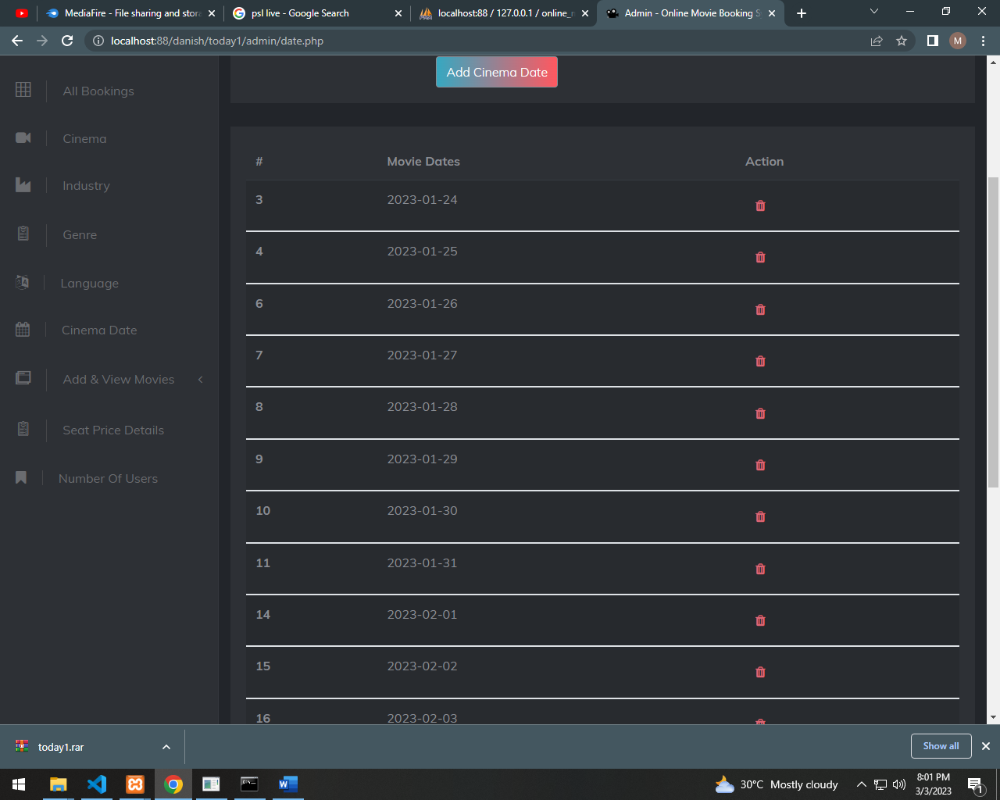 MediaFire - File sharing and stora
psl live - Google Search
localhost:88 / 127.0.0.1 / online_m
Admin - Online Movie Booking S
localhost:88/danish/today1/admin/date.php
M
Add Cinema Date
All Bookings
Cinema
Industry
Genre
Language
Cinema Date
Add & View Movies
Seat Price Details
Number Of Users
# Movie Dates Action
3 2023-01-24
4 2023-01-25
6 2023-01-26
7 2023-01-27
8 2023-01-28
9 2023-01-29
10 2023-01-30
11 2023-01-31
14 2023-02-01
15 2023-02-02
16 2023-02-03
today1.rar
Show all
30°C Mostly cloudy
8:01 PM
3/3/2023
1